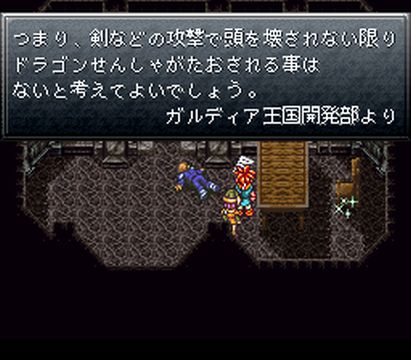 つまり、剣などの攻撃で頭を壊されない限り
ドラゴンせんしゃがたおされる事は
ないと考えてよいでしょう。
ガルディア王国開発部より